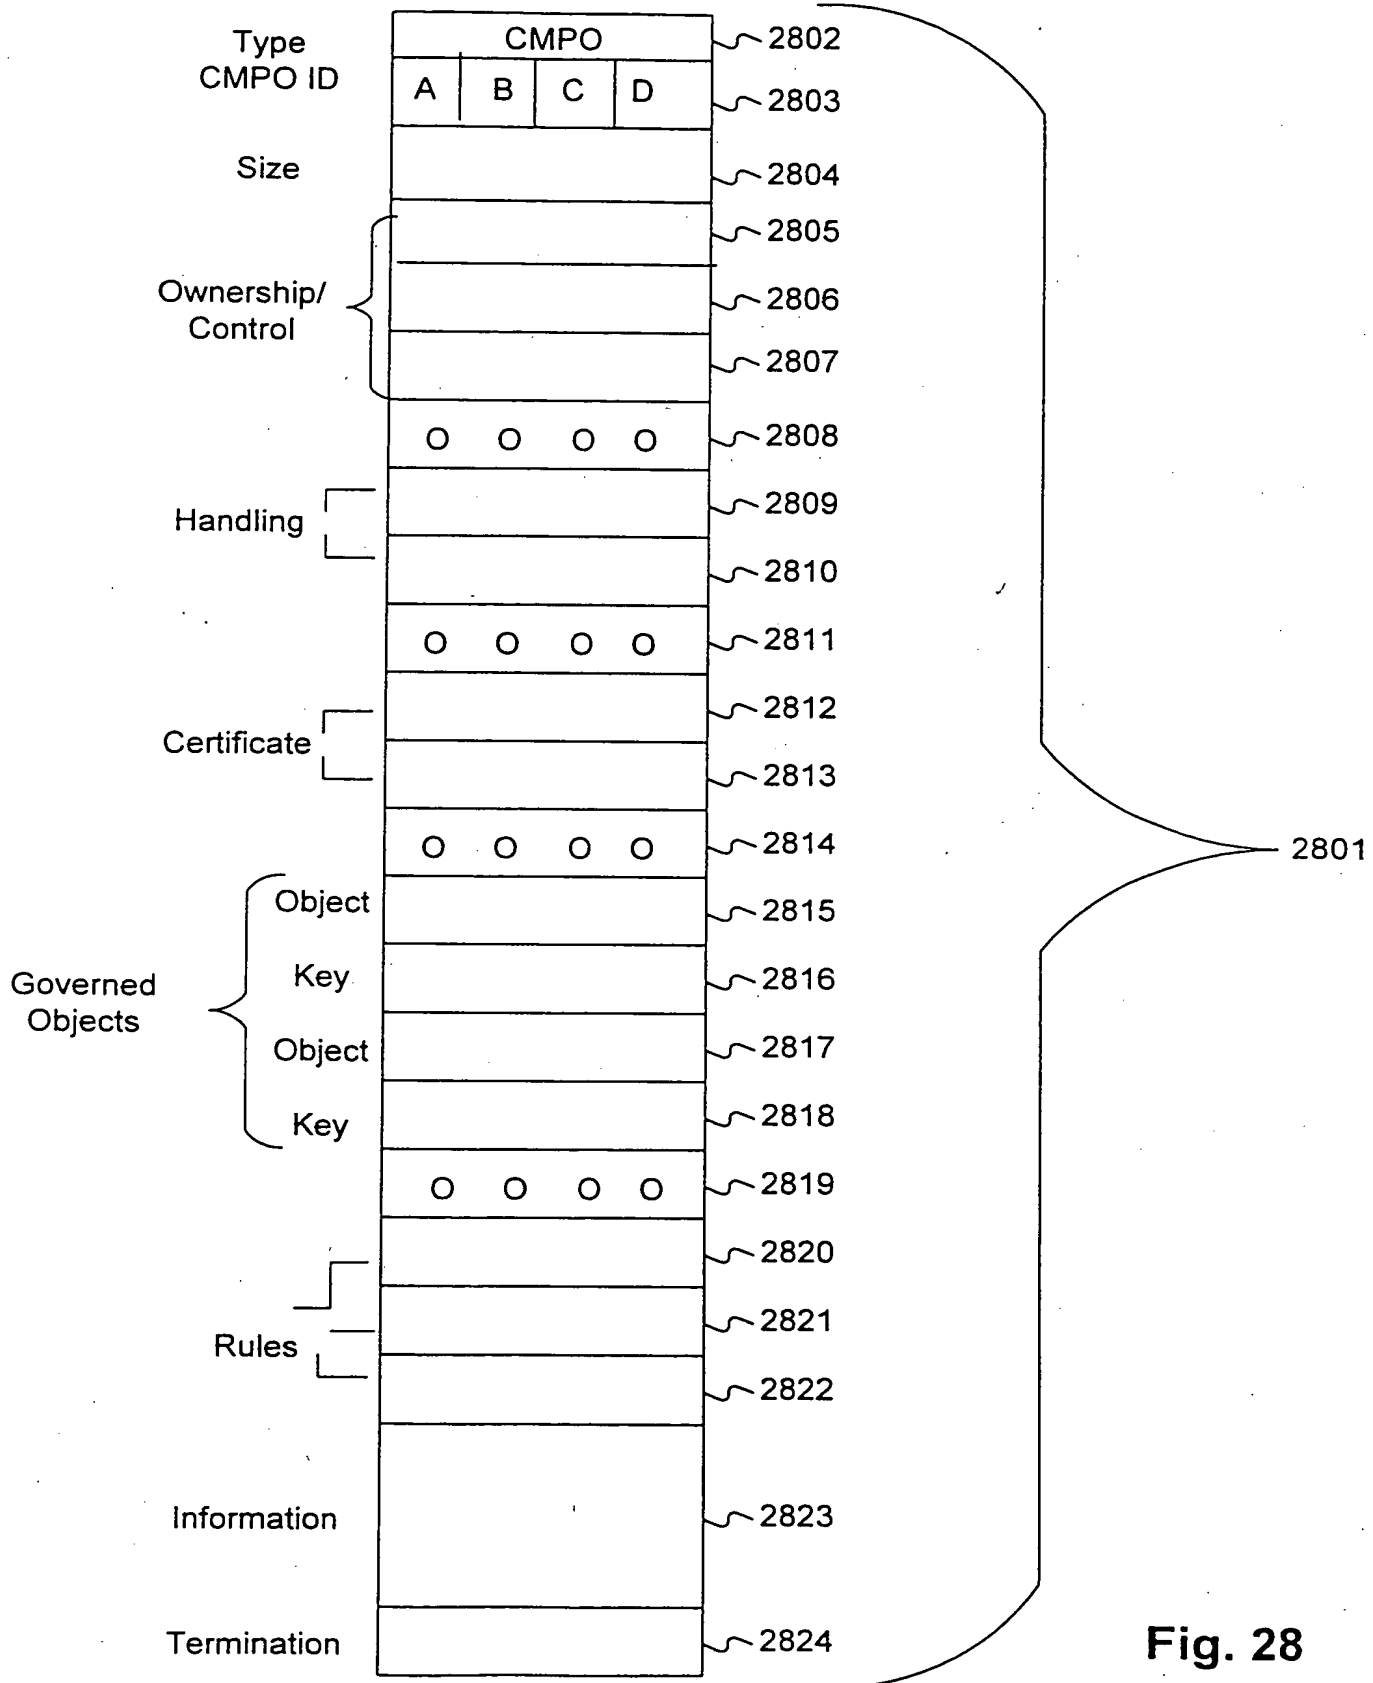 Type CMPO 2802
CMPO ID A B C D 2803
Size 2804
2805
Ownership/
Control
2806
2807
O O O O 2808
Handling
2809
2810
O O O O 2811
Certificate
2812
2813
O O O O 2814
Governed
Objects
Object 2815
Key 2816
Object 2817
Key 2818
O O O O 2819
2820
Rules
2821
2822
Information 2823
Termination 2824
2801
Fig. 28